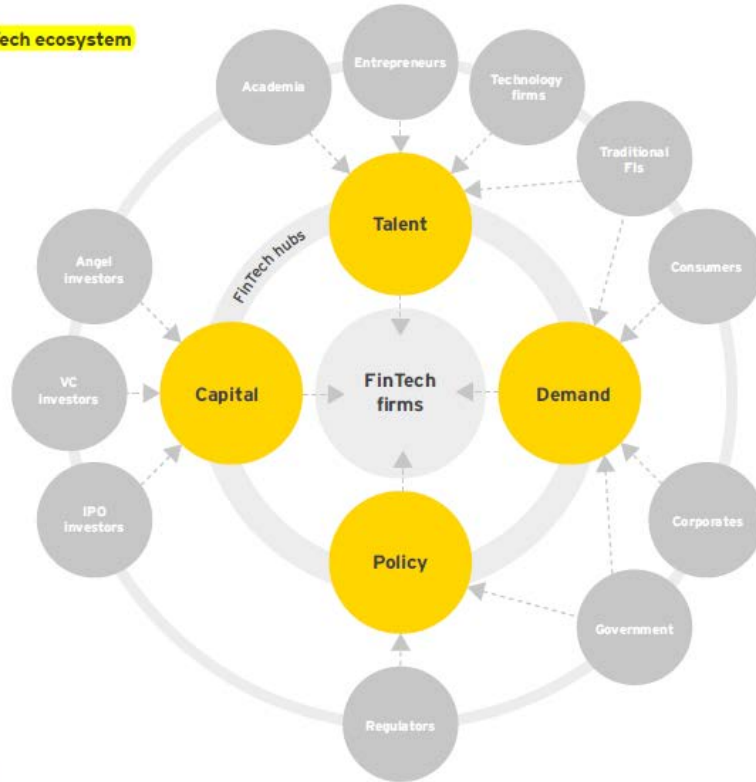 ech ecosystem
Entrepreneurs
Academia
Technology
firms
Traditional
FIs
Talent
FinTech hubs
Angel
investors
Consumers
VC
investors
Capital
FinTech
firms
Demand
IPO
investors
Corporates
Policy
Government
Regulators